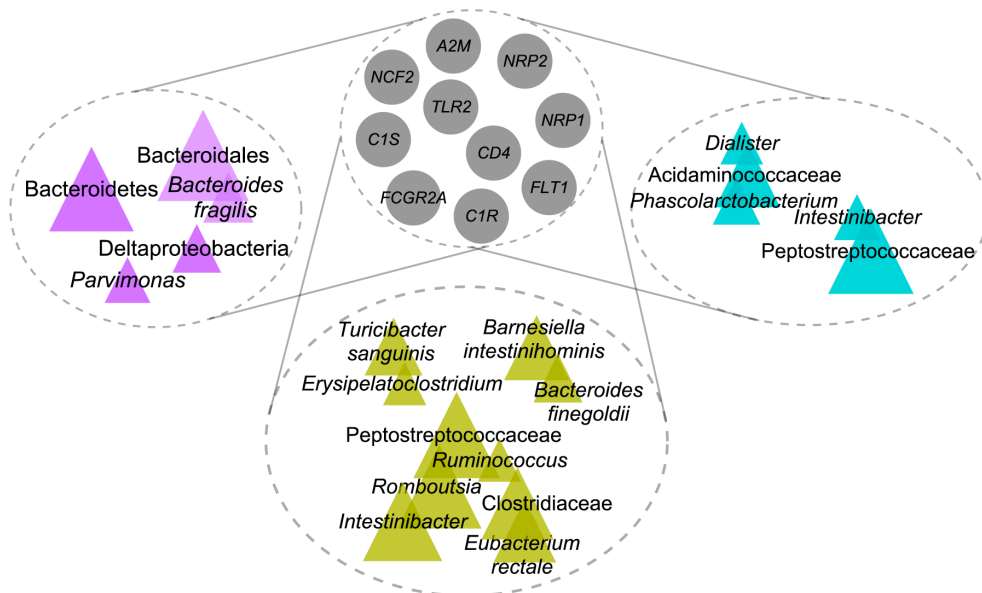 A2M
NRP2
NCF2
TLR2
NRP1
C1S
CD4
FCGR2A
FLT1
C1R
Bacteroidales
Bacteroidetes
Bacteroides
fragilis
Deltaproteobacteria
Parvimonas
Dialister
Acidaminococcaceae
Phascolarctobacterium
Intestinibacter
Peptostreptococcaceae
Turicibacter
sanguinis
Erysipelatoclostridium
Barnesiella
intestinihominis
Bacteroides
finegoldii
Peptostreptococcaceae
Ruminococcus
Romboutsia
Clostridiaceae
Intestinibacter
Eubacterium
rectale